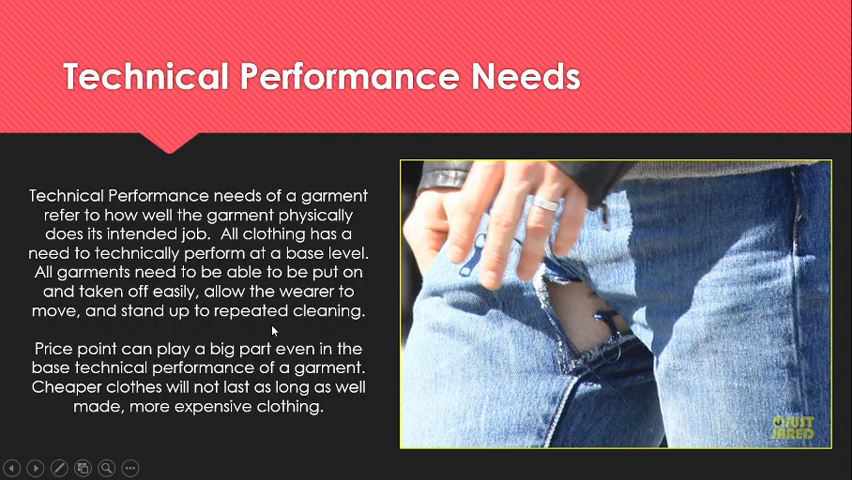 Technical Performance Needs
Technical Performance needs of a garment
refer to how well the garment physically
does its intended job.  All clothing has a
need to technically perform at a base level.
All garments need to be able to be put on
and taken off easily, allow the wearer to
move, and stand up to repeated cleaning.
Price point can play a big part even in the
base technical performance of a garment.
Cheaper clothes will not last as long as well
made, more expensive clothing.
JUST
JARED